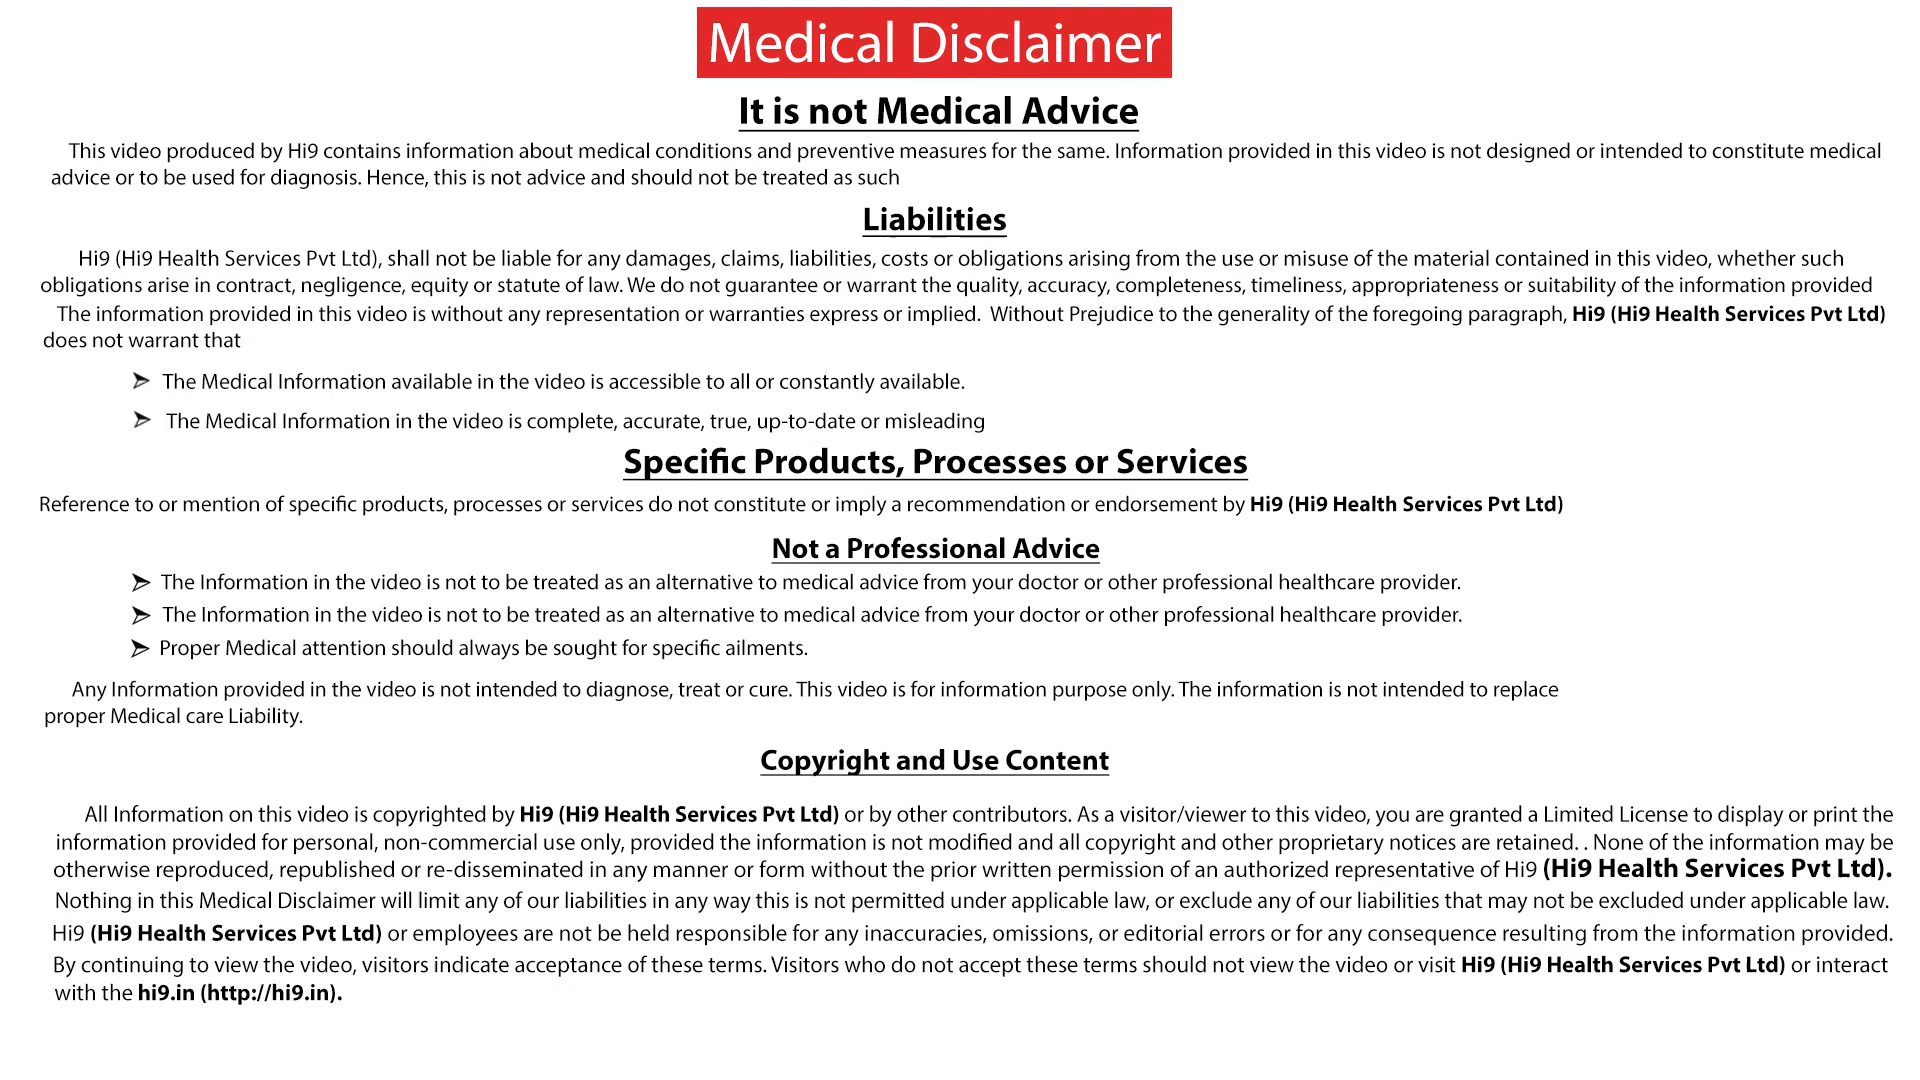 Medical Disclaimer
It is not Medical Advice
This video produced by Hi9 contains information about medical conditions and preventive measures for the same. Information provided in this video is not designed or intended to constitute medical
advice or to be used for diagnosis. Hence, this is not advice and should not be treated as such
Liabilities
Hi9 (Hi9 Health Services Pvt Ltd), shall not be liable for any damages, claims, liabilities, costs or obligations arising from the use or misuse of the material contained in this video, whether such
obligations arise in contract, negligence, equity or statute of law. We do not guarantee or warrant the quality, accuracy, completeness, timeliness, appropriateness or suitability of the information provided
The information provided in this video is without any representation or warranties express or implied. Without Prejudice to the generality of the foregoing paragraph, Hi9 (Hi9 Health Services Pvt Ltd)
does not warrant that
➢ The Medical Information available in the video is accessible to all or constantly available.
➢ The Medical Information in the video is complete, accurate, true, up-to-date or misleading
Specific Products, Processes or Services
Reference to or mention of specific products, processes or services do not constitute or imply a recommendation or endorsement by Hi9 (Hi9 Health Services Pvt Ltd)
Not a Professional Advice
➢ The Information in the video is not to be treated as an alternative to medical advice from your doctor or other professional healthcare provider.
➢ The Information in the video is not to be treated as an alternative to medical advice from your doctor or other professional healthcare provider.
➢ Proper Medical attention should always be sought for specific ailments.
Any Information provided in the video is not intended to diagnose, treat or cure. This video is for information purpose only. The information is not intended to replace
proper Medical care Liability.
Copyright and Use Content
All Information on this video is copyrighted by Hi9 (Hi9 Health Services Pvt Ltd) or by other contributors. As a visitor/viewer to this video, you are granted a Limited License to display or print the
information provided for personal, non-commercial use only, provided the information is not modified and all copyright and other proprietary notices are retained. . None of the information may be
otherwise reproduced, republished or re-disseminated in any manner or form without the prior written permission of an authorized representative of Hi9 (Hi9 Health Services Pvt Ltd).
Nothing in this Medical Disclaimer will limit any of our liabilities in any way this is not permitted under applicable law, or exclude any of our liabilities that may not be excluded under applicable law.
Hi9 (Hi9 Health Services Pvt Ltd) or employees are not be held responsible for any inaccuracies, omissions, or editorial errors or for any consequence resulting from the information provided.
By continuing to view the video, visitors indicate acceptance of these terms. Visitors who do not accept these terms should not view the video or visit Hi9 (Hi9 Health Services Pvt Ltd) or interact
with the hi9.in (http://hi9.in).